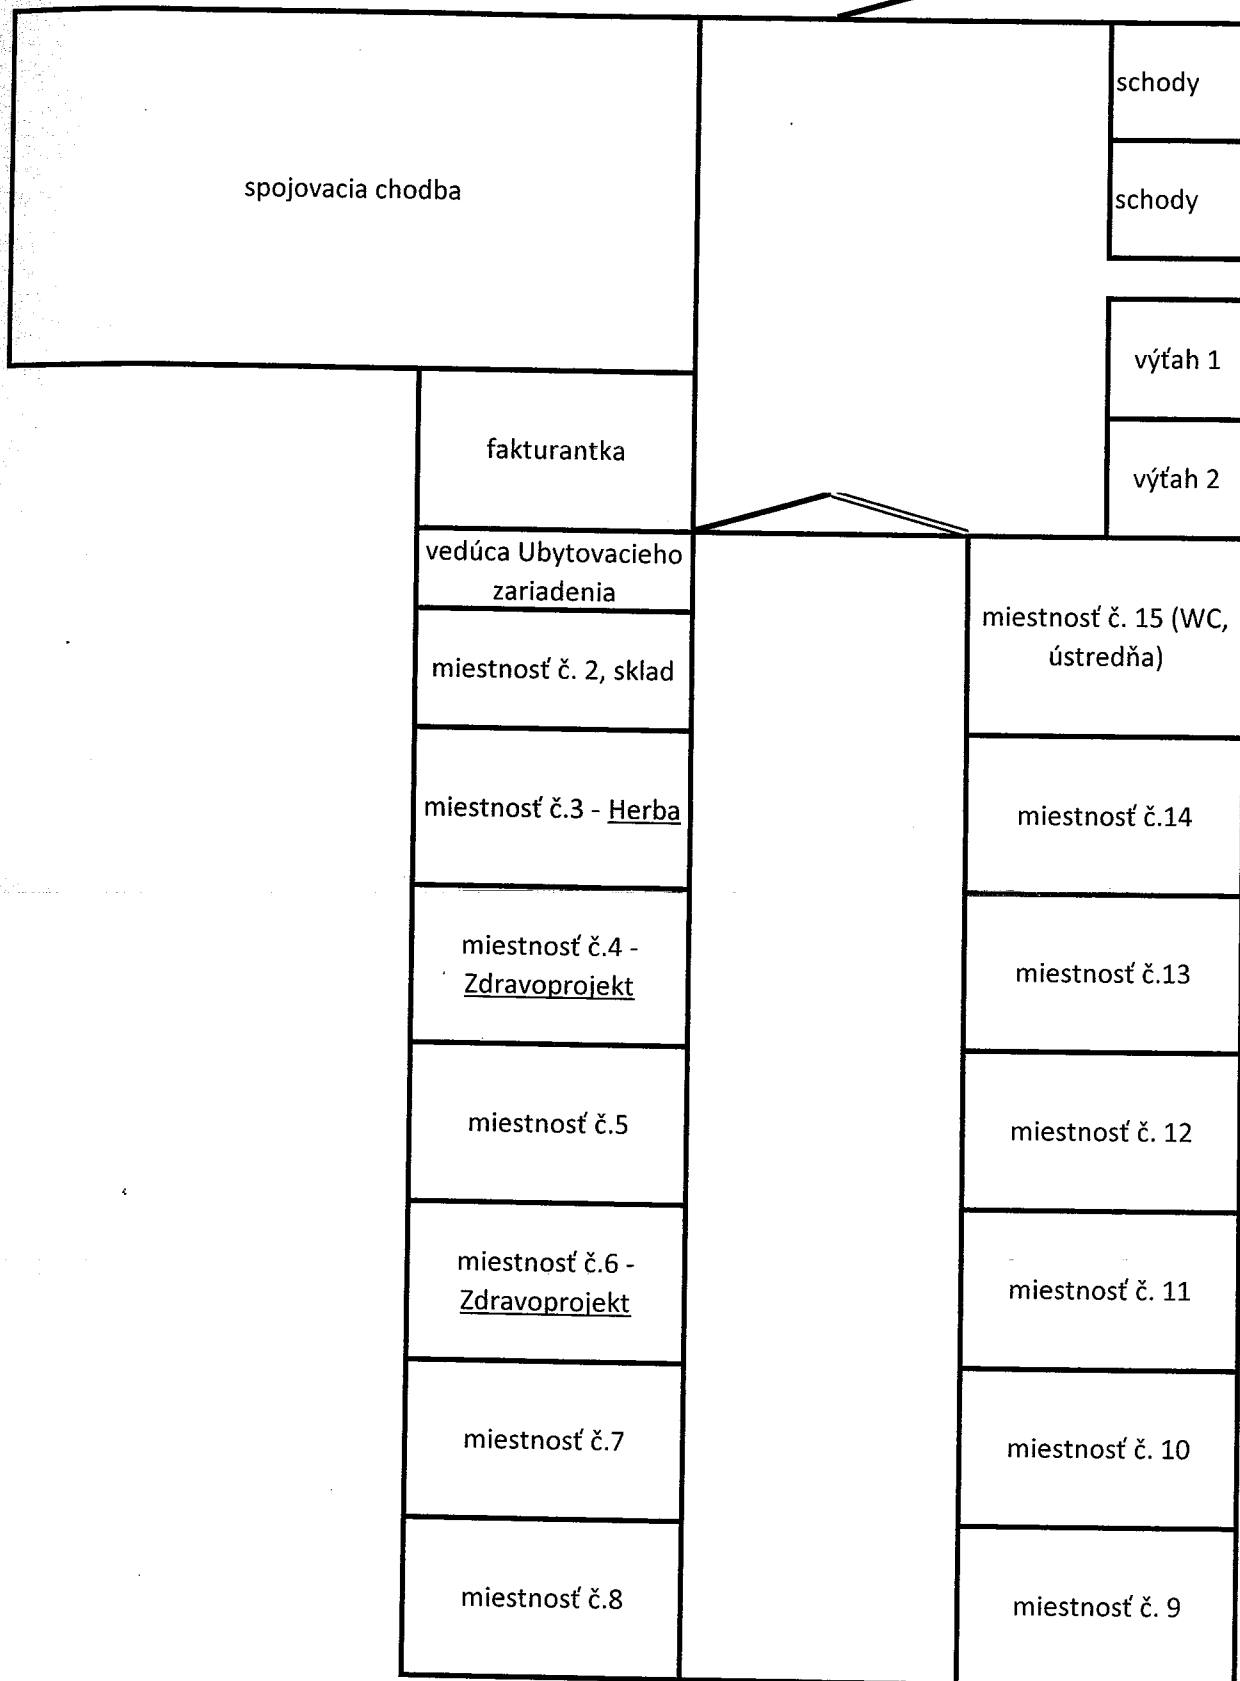 schody
spojovacia chodba
schody
výťah 1
fakturantka
výťah 2
vedúca Ubytovacieho
zariadenia
miestnosť č. 2, sklad
miestnosť č.3 - Herba
miestnosť č.4 -
Zdravoprojekt
miestnosť č.5
miestnosť č.6 -
Zdravoprojekt
miestnosť č.7
miestnosť č.8
miestnosť č. 15 (WC,
ústredňa)
miestnosť č.14
miestnosť č.13
miestnosť č. 12
miestnosť č. 11
miestnosť č. 10
miestnosť č. 9